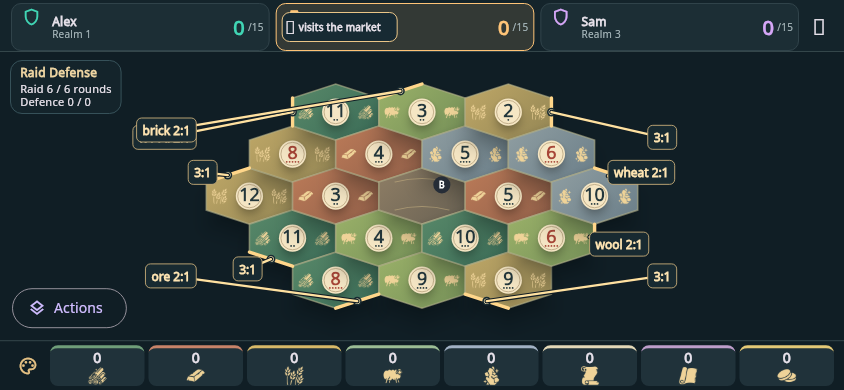 Alex
Realm 1
0 /15
visits the market
0 /15
Sam
Realm 3
0 /15
Raid Defense
Raid 6 / 6 rounds
Defence 0 / 0
11
3
2
brick 2:1
3:1
8
4
5
6
3:1
wheat 2:1
12
3
B
5
10
11
4
10
6
wool 2:1
3:1
ore 2:1
8
9
9
3:1
Actions
0
0
0
0
0
0
0
0